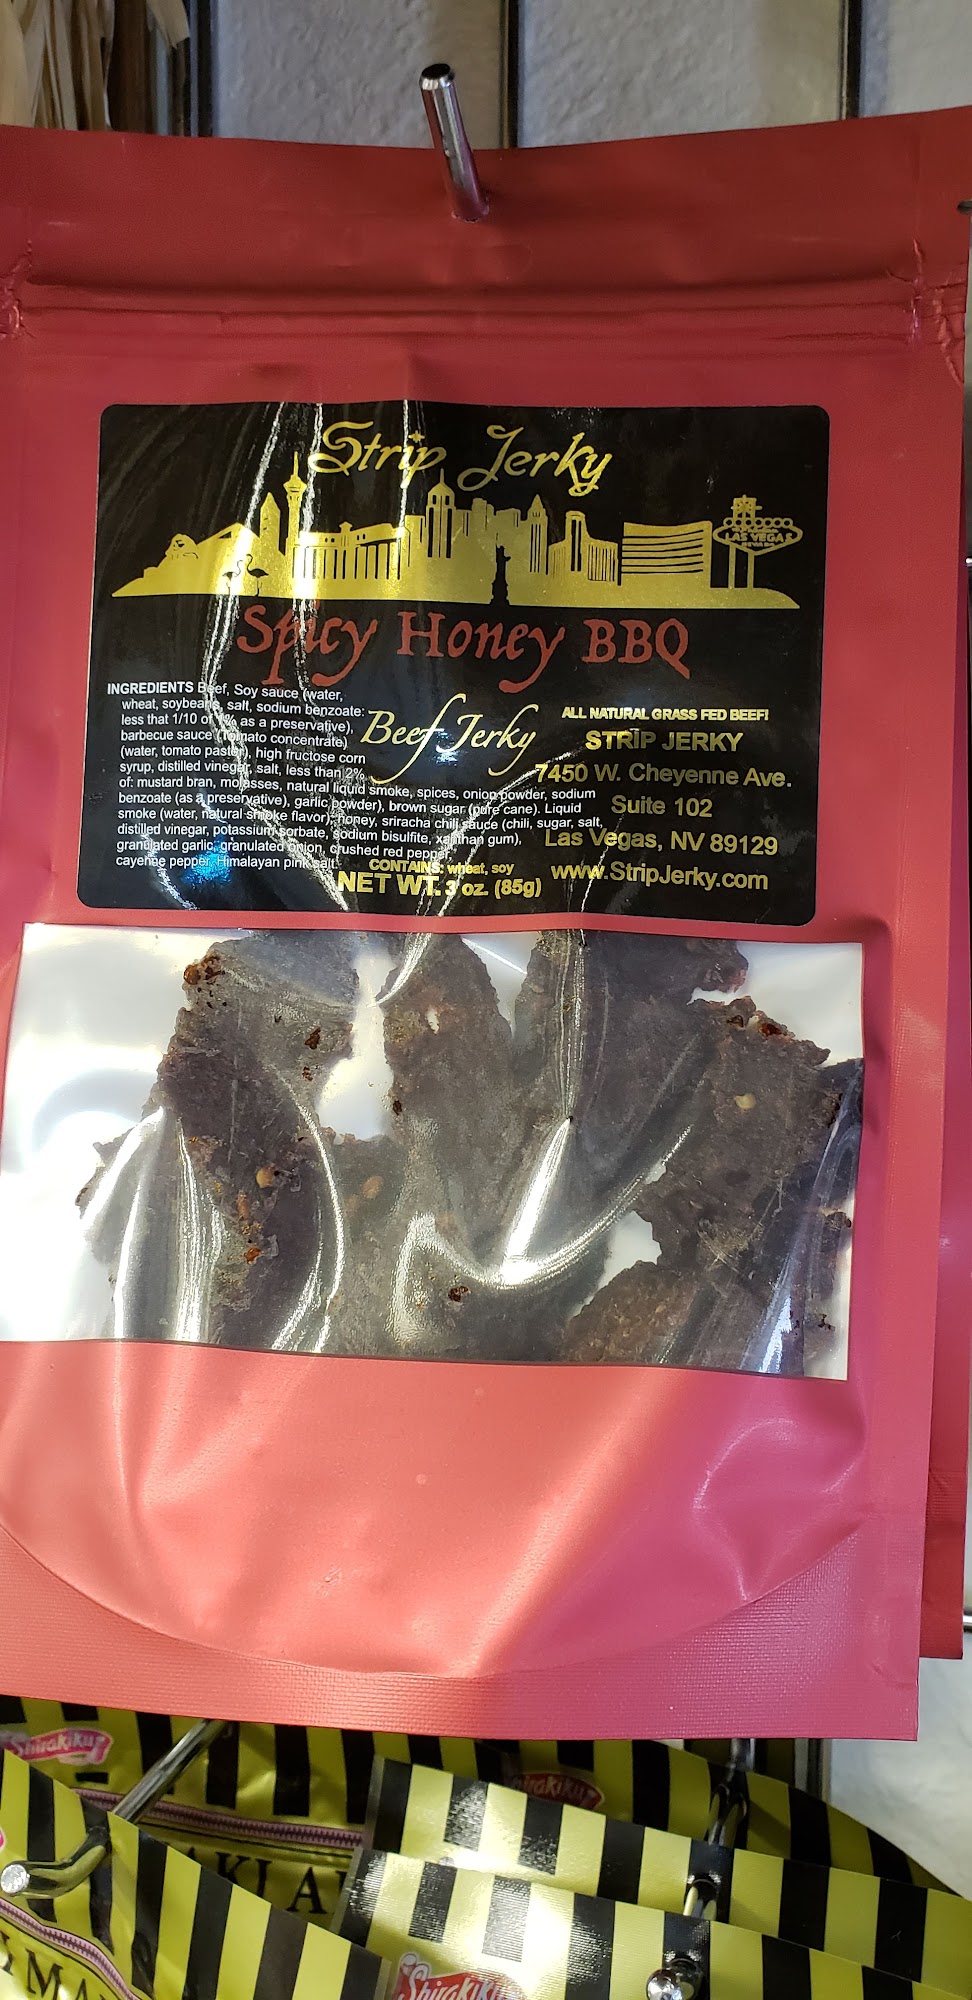 Strip Jerky
LAS VEGAS
Spicy Honey BBQ
INGREDIENTS Beef, Soy sauce (water,
wheat, soybeans, salt, sodium benzoate:
less that 1/10 of 1% as a preservative),
barbecue sauce (Tomato concentrate)
(water, tomato paste), high fructose corn
syrup, distilled vinegar, salt, less than 2%
of: mustard bran, molasses, natural liquid smoke, spices, onion powder, sodium
benzoate (as a preservative), garlic powder), brown sugar (pure cane). Liquid
smoke (water, natural smoke flavor), honey, sriracha chili sauce (chili, sugar, salt,
distilled vinegar, potassium sorbate, sodium bisulfite, xanthan gum),
granulated garlic, granulated onion, crushed red pepper,
cayenne pepper, Himalayan pink salt.
Beef Jerky
CONTAINS: wheat, soy
NET WT. 3 oz. (85g)
ALL NATURAL GRASS FED BEEF!
STRIP JERKY
7450 W. Cheyenne Ave.
Suite 102
Las Vegas, NV 89129
www.StripJerky.com
Shirakiku
Shirakiku
Shirakiku